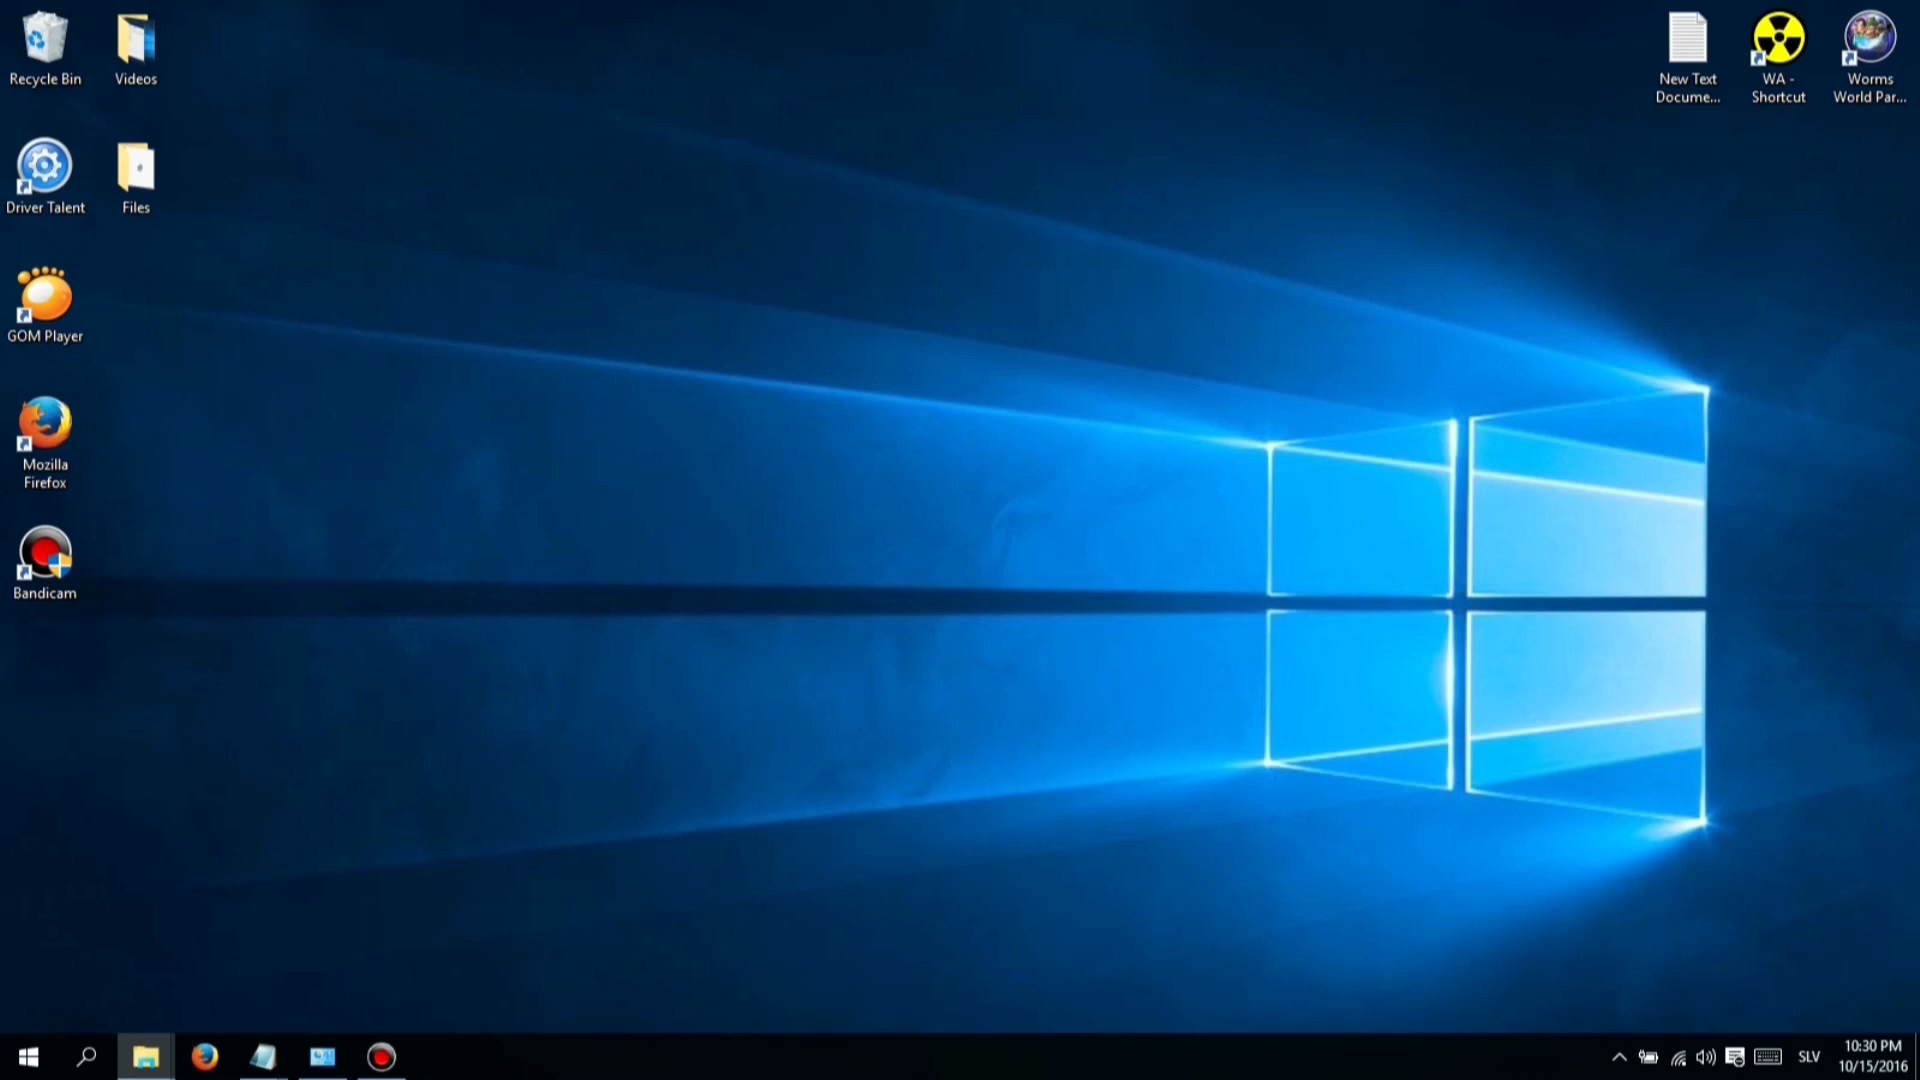 Recycle Bin
Videos
New Text
Docume...
WA -
Shortcut
Worms
World Par...
Driver Talent
Files
GOM Player
Mozilla
Firefox
Bandicam
SLV
10:30 PM
10/15/2016